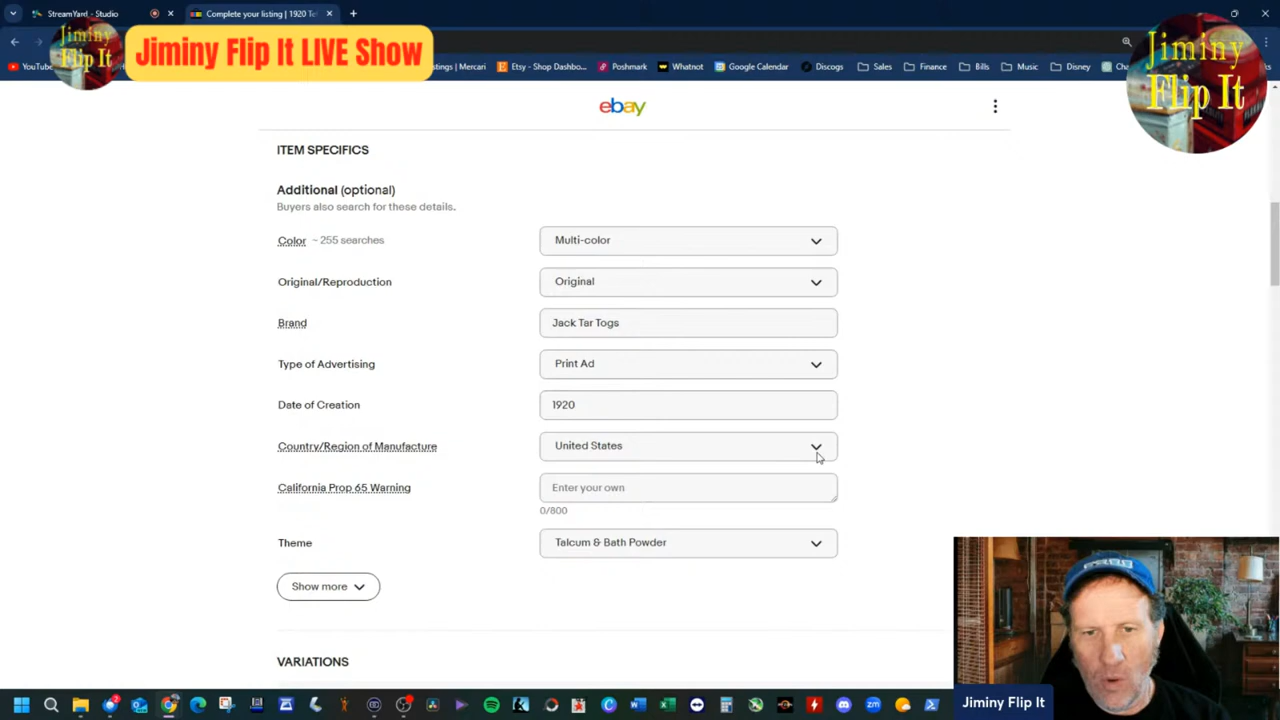 StreamYard - Studio
Complete your listing | 1920 Te
Jiminy Flip It LIVE Show
Jiminy
Flip It
Jiminy
Flip It
YouTube
stings | Mercari
Etsy - Shop Dashbo...
Poshmark
Whatnot
Google Calendar
Discogs
Sales
Finance
Bills
Music
Disney
ebay
ITEM SPECIFICS
Additional (optional)
Buyers also search for these details.
Color ~ 255 searches
Multi-color
Original/Reproduction
Original
Brand
Jack Tar Togs
Type of Advertising
Print Ad
Date of Creation
1920
Country/Region of Manufacture
United States
California Prop 65 Warning
Enter your own
0/800
Theme
Talcum & Bath Powder
Show more
VARIATIONS
Jiminy Flip It